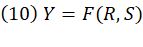 (10) Y = F(R, S)